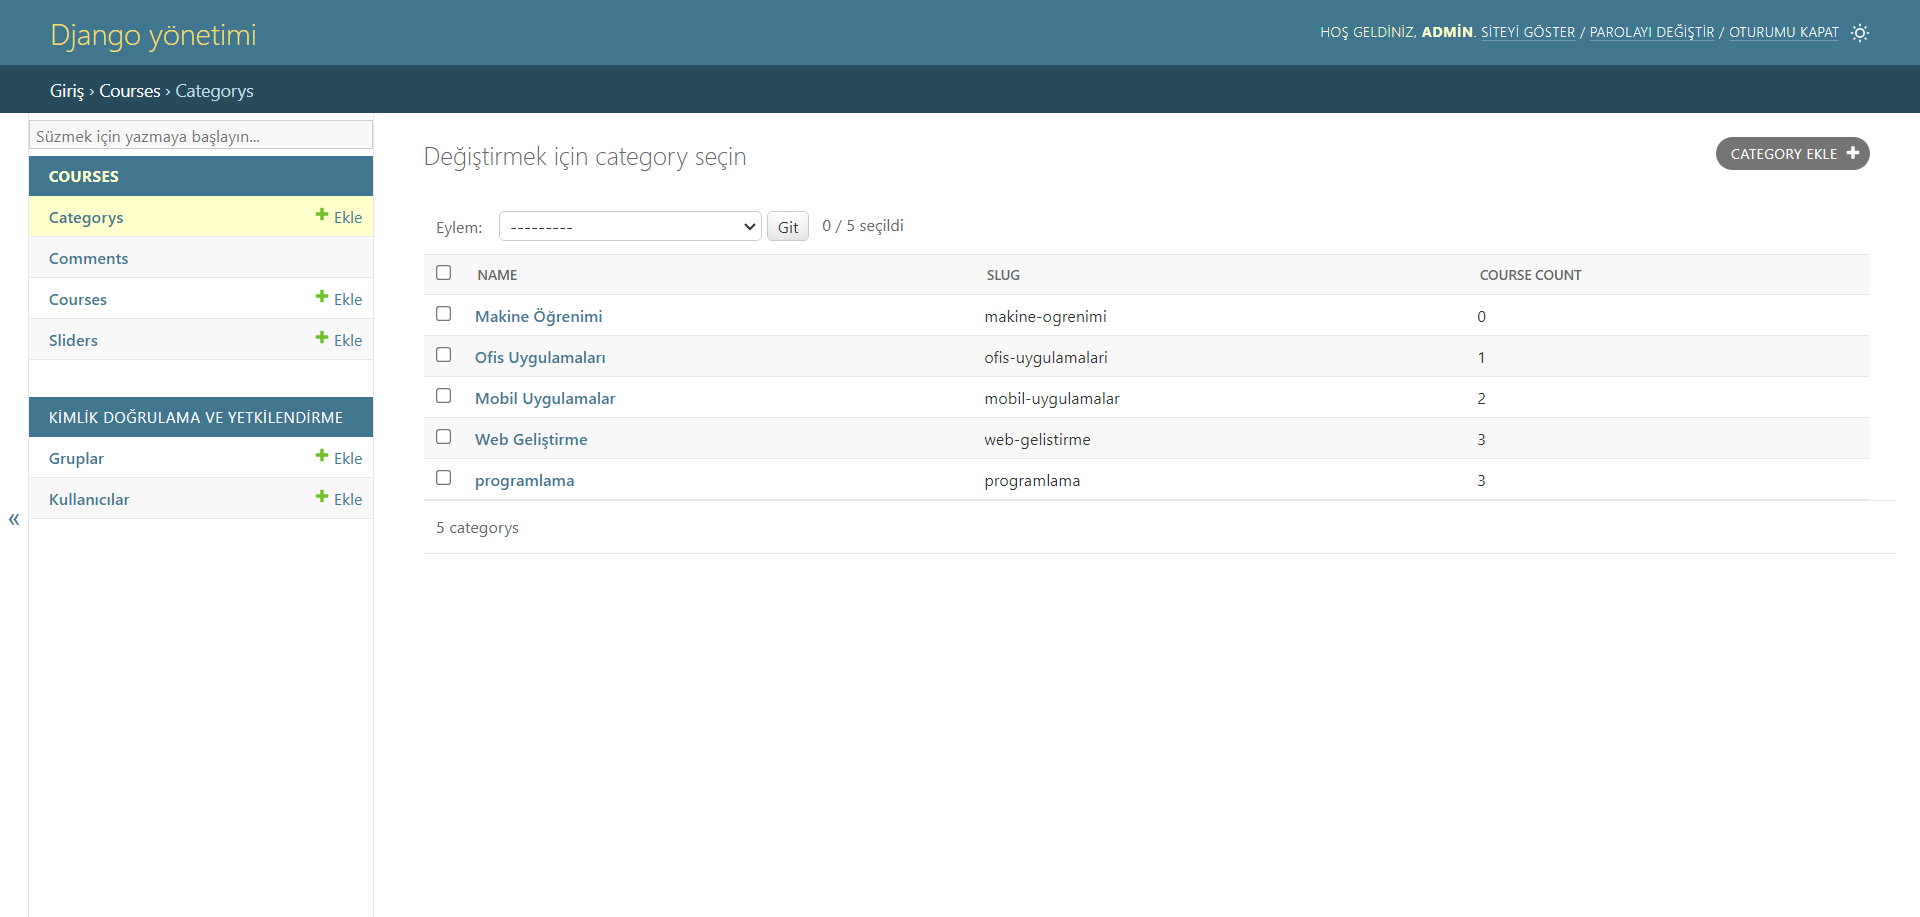 Django yönetimi
HOŞ GELDİNİZ, ADMİN. SİTEYİ GÖSTER / PAROLAYI DEĞİŞTİR / OTURUMU KAPAT
Giriş › Courses › Categorys
Süzmek için yazmaya başlayın...
COURSES
Categorys + Ekle
Comments
Courses + Ekle
Sliders + Ekle
KİMLİK DOĞRULAMA VE YETKİLENDİRME
Gruplar + Ekle
Kullanıcılar + Ekle
«
Değiştirmek için category seçin
CATEGORY EKLE +
Eylem: --------- Git 0 / 5 seçildi
NAME SLUG COURSE COUNT
Makine Öğrenimi makine-ogrenimi 0
Ofis Uygulamaları ofis-uygulamalari 1
Mobil Uygulamalar mobil-uygulamalar 2
Web Geliştirme web-gelistirme 3
programlama programlama 3
5 categorys